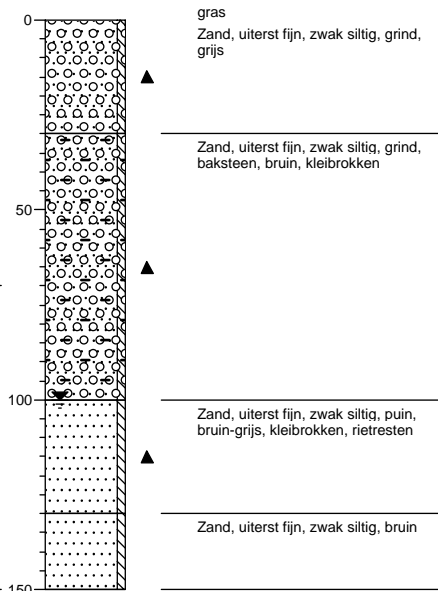 gras
0
Zand, uiterst fijn, zwak siltig, grind,
grijs
Zand, uiterst fijn, zwak siltig, grind,
baksteen, bruin, kleibrokken
50
100
Zand, uiterst fijn, zwak siltig, puin,
bruin-grijs, kleibrokken, rietresten
Zand, uiterst fijn, zwak siltig, bruin
150